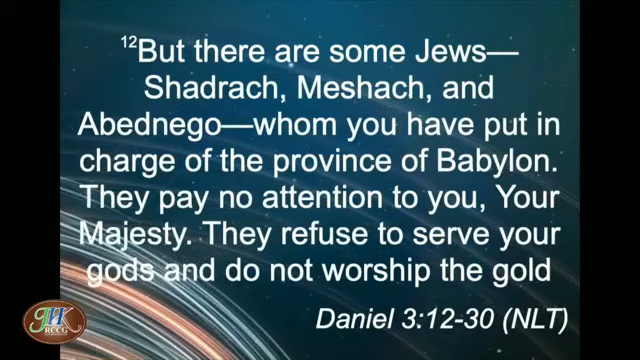 12But there are some Jews—
Shadrach, Meshach, and
Abednego—whom you have put in
charge of the province of Babylon.
They pay no attention to you, Your
Majesty. They refuse to serve your
gods and do not worship the gold
Daniel 3:12-30 (NLT)
JHK
RCCG